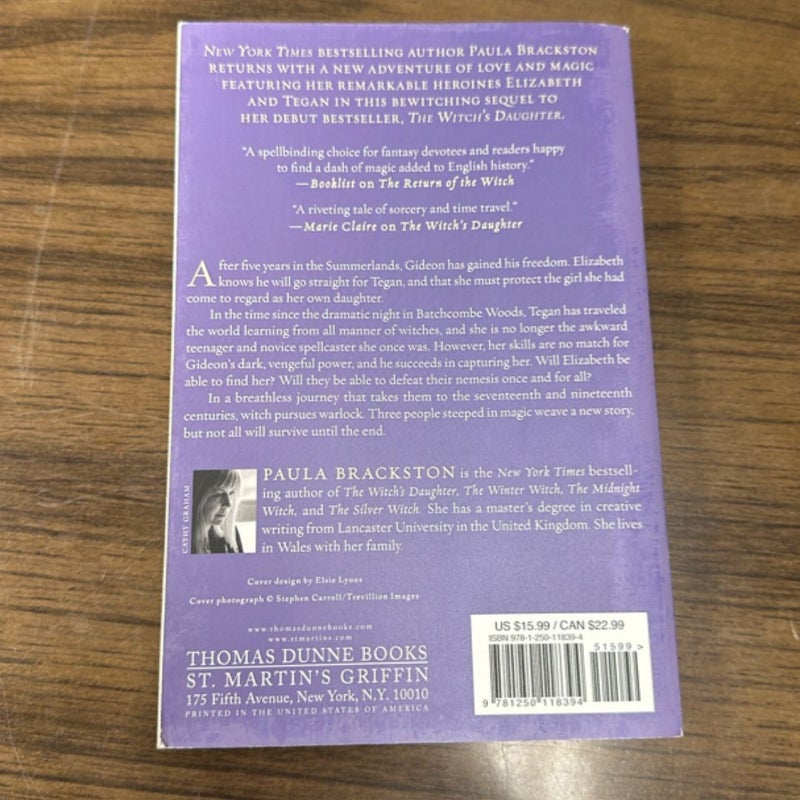 NEW YORK TIMES BESTSELLING AUTHOR PAULA BRACKSTON
RETURNS WITH A NEW ADVENTURE OF LOVE AND MAGIC
FEATURING HER REMARKABLE HEROINES ELIZABETH
AND TEGAN IN THIS BEWITCHING SEQUEL TO
HER DEBUT BESTSELLER, THE WITCH'S DAUGHTER.
"A spellbinding choice for fantasy devotees and readers happy
to find a dash of magic added to English history."
—Booklist on The Return of the Witch
"A riveting tale of sorcery and time travel."
—Marie Claire on The Witch's Daughter
After five years in the Summerlands, Gideon has gained his freedom. Elizabeth
knows he will go straight for Tegan, and that she must protect the girl she had
come to regard as her own daughter.
In the time since the dramatic night in Batchcombe Woods, Tegan has traveled
the world learning from all manner of witches, and she is no longer the awkward
teenager and novice spellcaster she once was. However, her skills are no match for
Gideon's dark, vengeful power, and he succeeds in capturing her. Will Elizabeth be
able to find her? Will they be able to defeat their nemesis once and for all?
In a breathless journey that takes them to the seventeenth and nineteenth
centuries, witch pursues warlock. Three people steeped in magic weave a new story,
but not all will survive until the end.
CATHY GRAHAM
PAULA BRACKSTON is the New York Times bestsell-
ing author of The Witch's Daughter, The Winter Witch, The Midnight
Witch, and The Silver Witch. She has a master's degree in creative
writing from Lancaster University in the United Kingdom. She lives
in Wales with her family.
Cover design by Elsie Lyons
Cover photograph © Stephen Carroll/Trevillion Images
www.thomasdunnebooks.com
www.stmartins.com
THOMAS DUNNE BOOKS
ST. MARTIN'S GRIFFIN
175 Fifth Avenue, New York, N.Y. 10010
PRINTED IN THE UNITED STATES OF AMERICA
US $15.99 / CAN $22.99
ISBN 978-1-250-11839-4
51599>
9 781250 118394